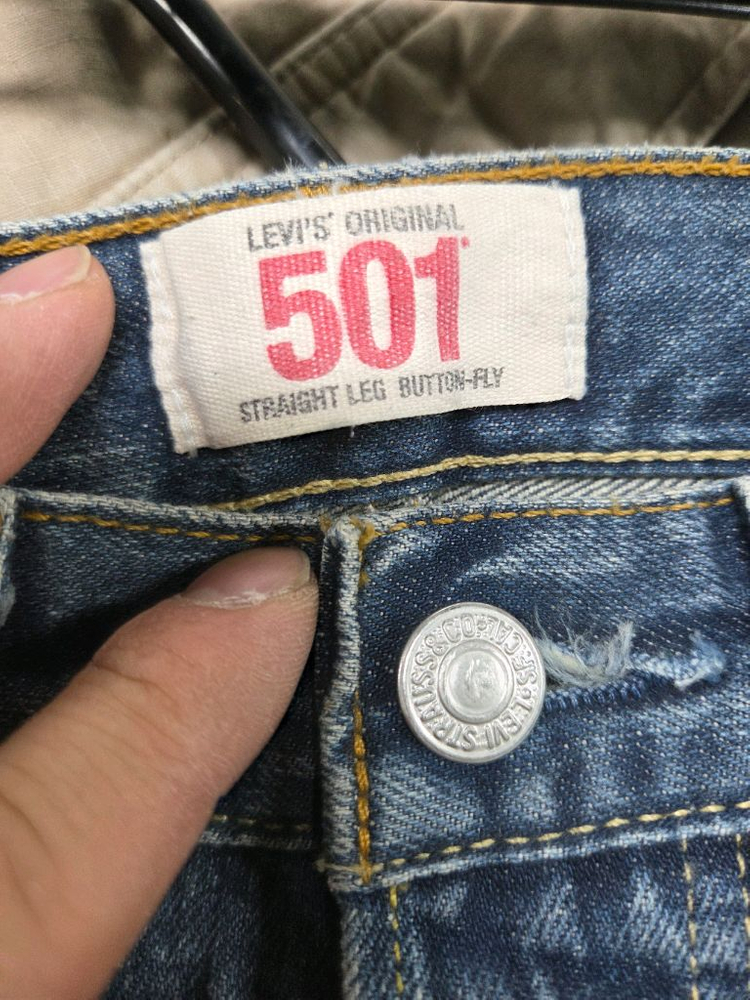 LEVI'S® ORIGINAL
501®
STRAIGHT LEG BUTTON-FLY
LEVI STRAUSS & CO. S.F. CAL.